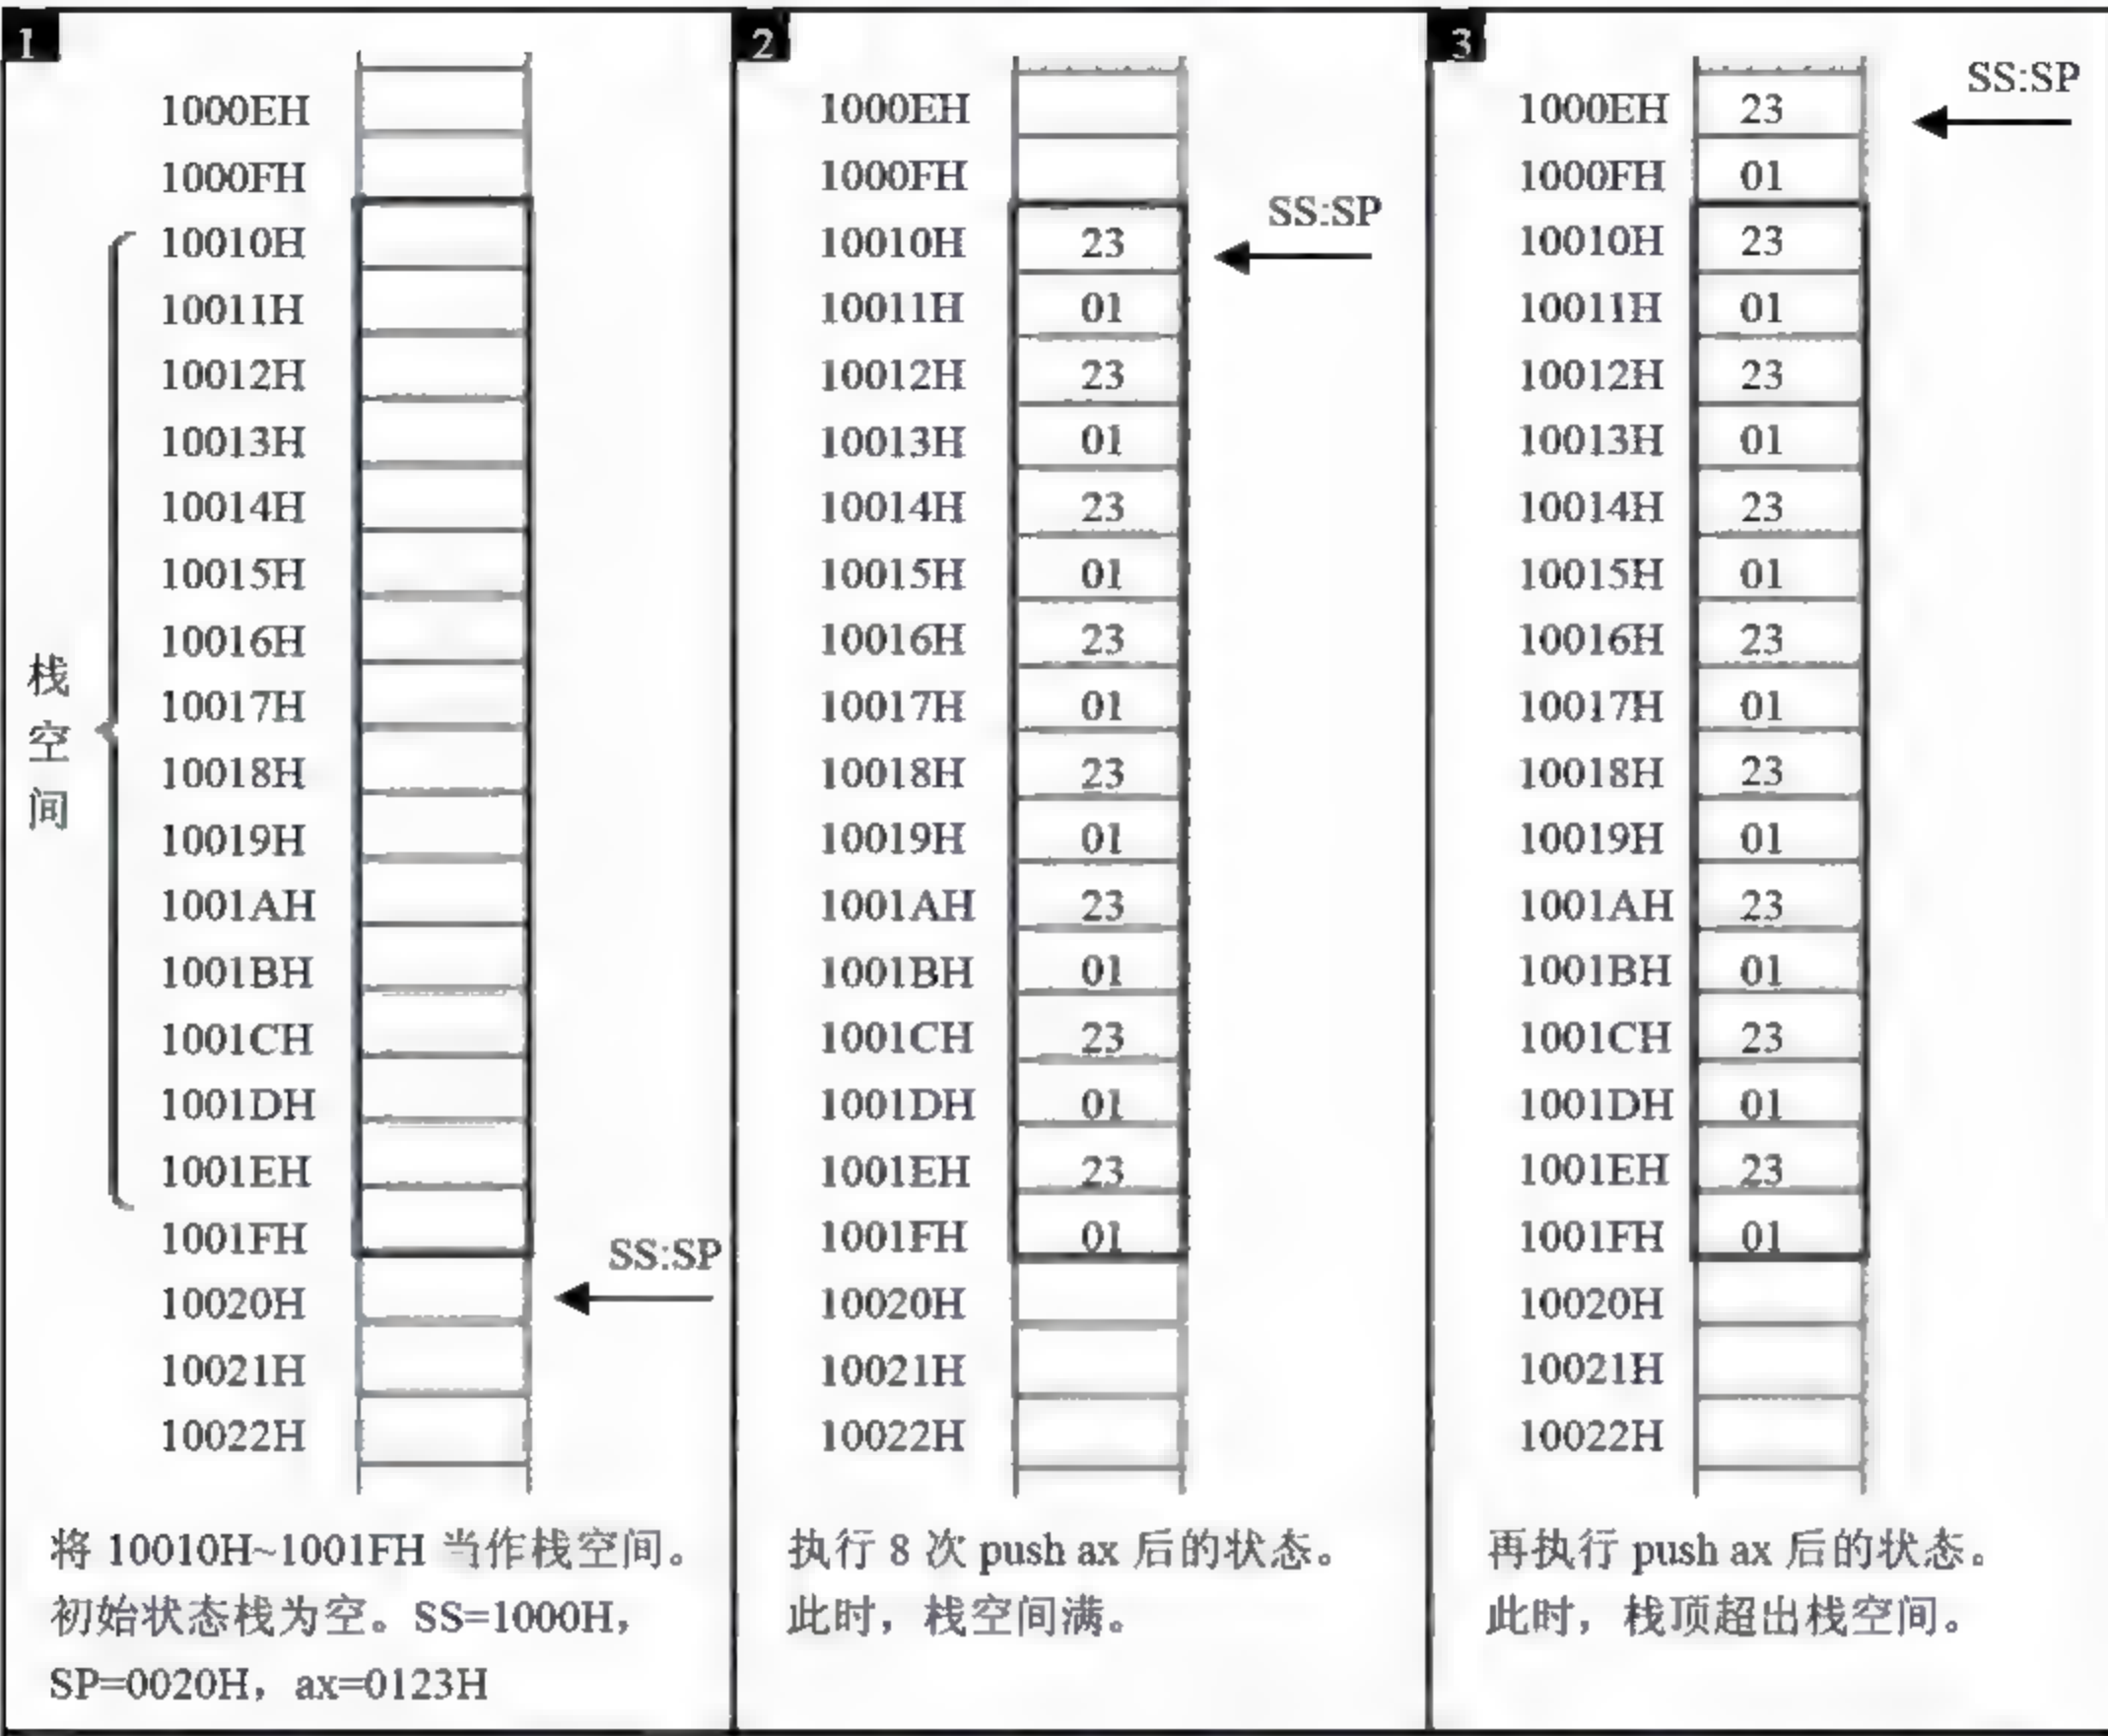 1
1000EH
1000FH
10010H
10011H
10012H
10013H
10014H
10015H
10016H
10017H
10018H
10019H
1001AH
1001BH
1001CH
1001DH
1001EH
1001FH
10020H
10021H
10022H
栈
空
间
SS:SP
将 10010H~1001FH 当作栈空间。
初始状态栈为空。SS=1000H，
SP=0020H，ax=0123H
2
1000EH
1000FH
10010H 23
10011H 01
10012H 23
10013H 01
10014H 23
10015H 01
10016H 23
10017H 01
10018H 23
10019H 01
1001AH 23
1001BH 01
1001CH 23
1001DH 01
1001EH 23
1001FH 01
10020H
10021H
10022H
SS:SP
执行 8 次 push ax 后的状态。
此时，栈空间满。
3
SS:SP
1000EH 23
1000FH 01
10010H 23
10011H 01
10012H 23
10013H 01
10014H 23
10015H 01
10016H 23
10017H 01
10018H 23
10019H 01
1001AH 23
1001BH 01
1001CH 23
1001DH 01
1001EH 23
1001FH 01
10020H
10021H
10022H
再执行 push ax 后的状态。
此时，栈顶超出栈空间。